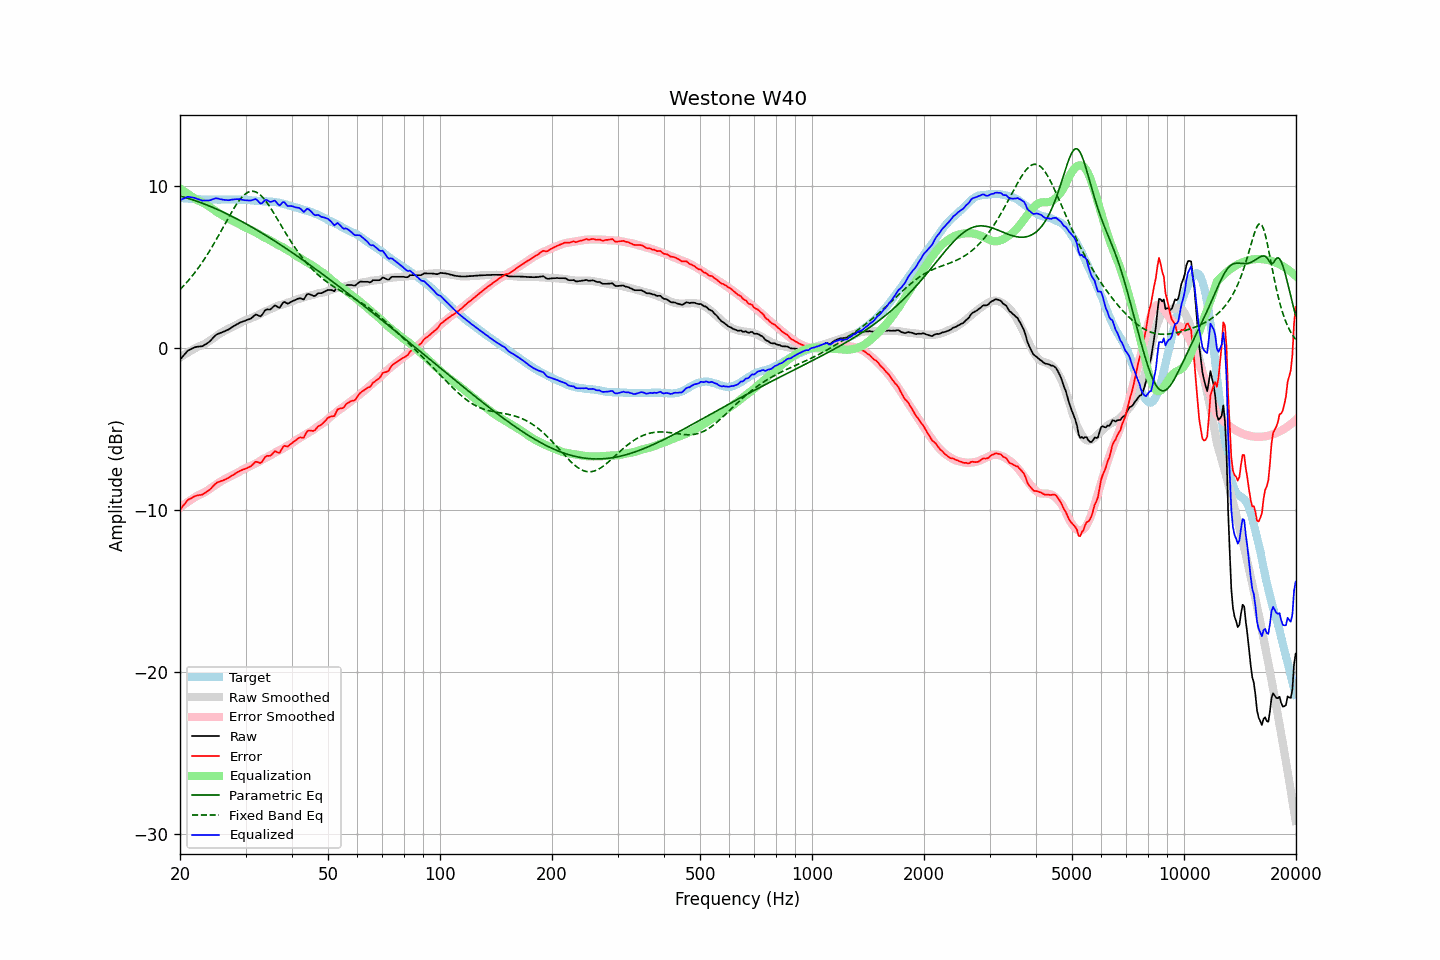 Westone W40
10
0
−10
−20
−30
Amplitude (dBr)
Target
Raw Smoothed
Error Smoothed
Raw
Error
Equalization
Parametric Eq
Fixed Band Eq
Equalized
20
50
100
200
500
1000
2000
5000
10000
20000
Frequency (Hz)